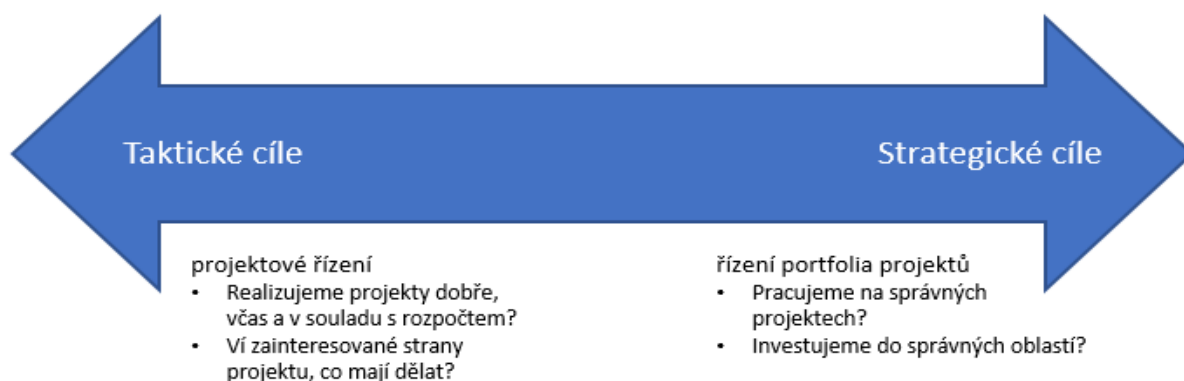 Taktické cíle
Strategické cíle
projektové řízení
• Realizujeme projekty dobře,
včas a v souladu s rozpočtem?
• Ví zainteresované strany
projektu, co mají dělat?
řízení portfolia projektů
• Pracujeme na správných
projektech?
• Investujeme do správných oblastí?